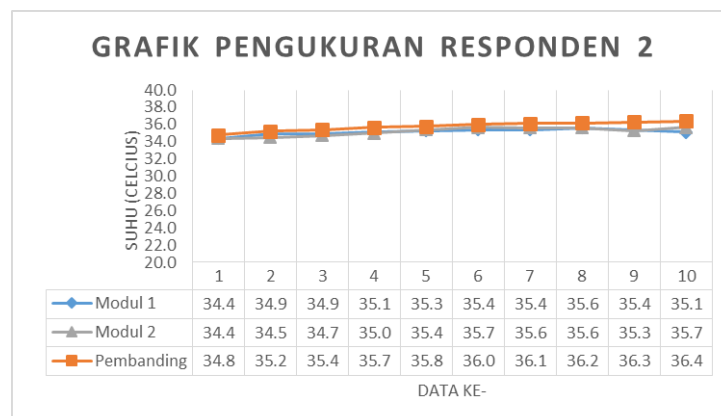 GRAFIK PENGUKURAN RESPONDEN 2
SUHU (CELCIUS)
40.0
38.0
36.0
34.0
32.0
30.0
28.0
26.0
24.0
22.0
20.0
1 2 3 4 5 6 7 8 9 10
Modul 1 34.4 34.9 34.9 35.1 35.3 35.4 35.4 35.6 35.4 35.1
Modul 2 34.4 34.5 34.7 35.0 35.4 35.7 35.6 35.6 35.3 35.7
Pembanding 34.8 35.2 35.4 35.7 35.8 36.0 36.1 36.2 36.3 36.4
DATA KE-